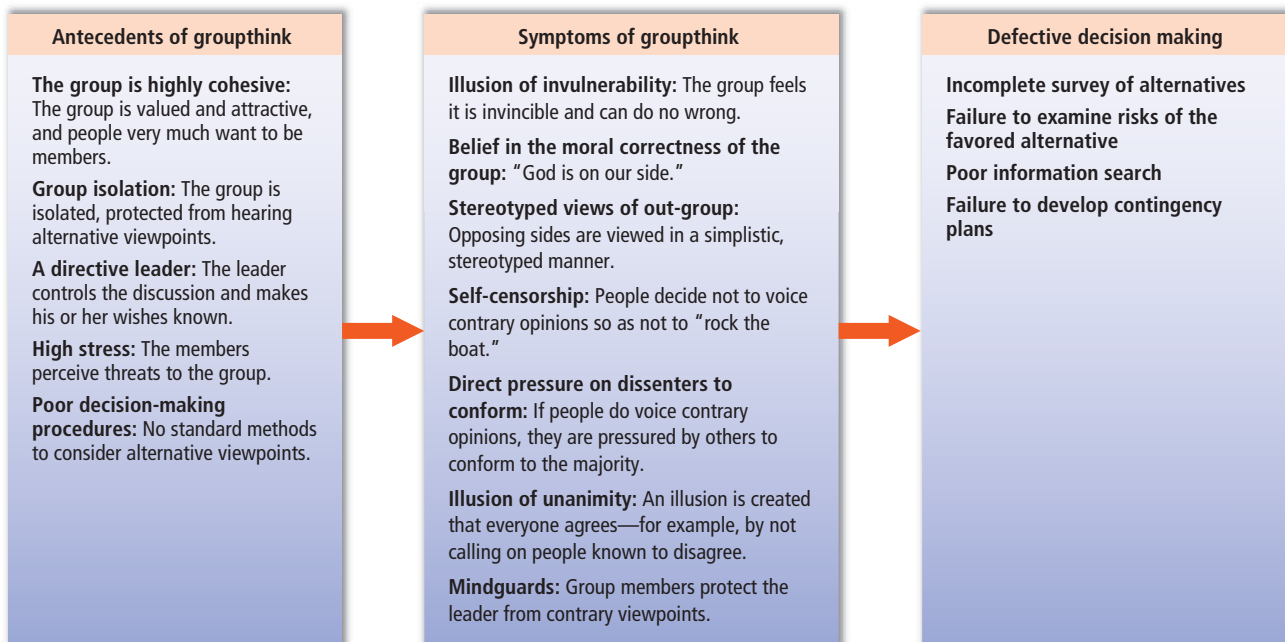 Antecedents of groupthink
The group is highly cohesive:
The group is valued and attractive,
and people very much want to be
members.
Group isolation: The group is
isolated, protected from hearing
alternative viewpoints.
A directive leader: The leader
controls the discussion and makes
his or her wishes known.
High stress: The members
perceive threats to the group.
Poor decision-making
procedures: No standard methods
to consider alternative viewpoints.
Symptoms of groupthink
Illusion of invulnerability: The group feels
it is invincible and can do no wrong.
Belief in the moral correctness of the
group: “God is on our side.”
Stereotyped views of out-group:
Opposing sides are viewed in a simplistic,
stereotyped manner.
Self-censorship: People decide not to voice
contrary opinions so as not to “rock the
boat.”
Direct pressure on dissenters to
conform: If people do voice contrary
opinions, they are pressured by others to
conform to the majority.
Illusion of unanimity: An illusion is created
that everyone agrees—for example, by not
calling on people known to disagree.
Mindguards: Group members protect the
leader from contrary viewpoints.
Defective decision making
Incomplete survey of alternatives
Failure to examine risks of the
favored alternative
Poor information search
Failure to develop contingency
plans